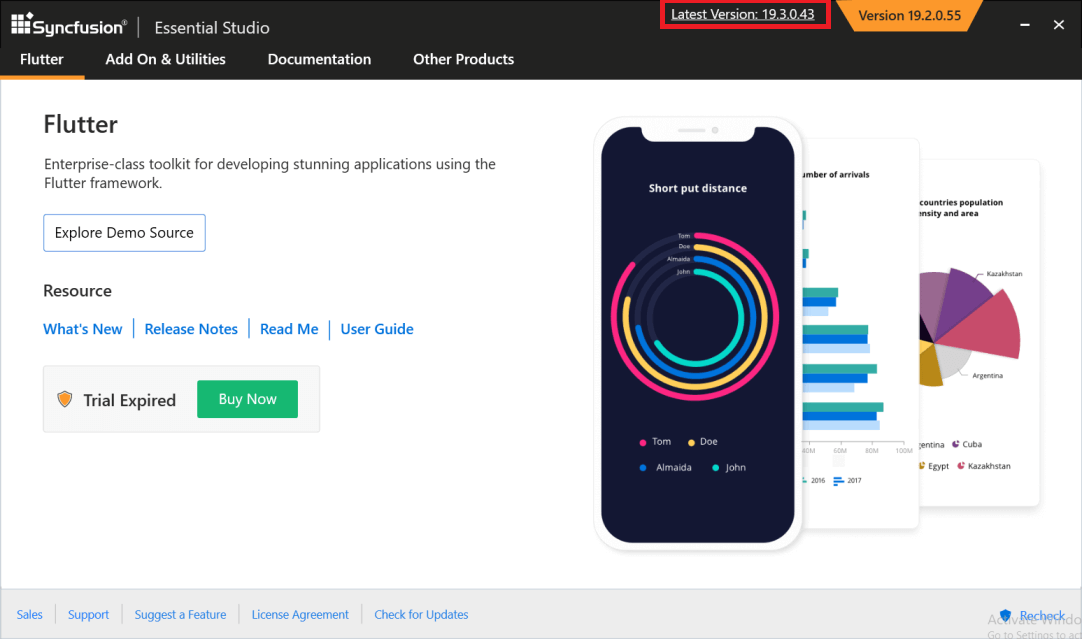 Syncfusion® Essential Studio
Latest Version: 19.3.0.43
Version 19.2.0.55
Flutter Add On & Utilities Documentation Other Products
Flutter
Enterprise-class toolkit for developing stunning applications using the
Flutter framework.
Explore Demo Source
Resource
What's New Release Notes Read Me User Guide
Trial Expired Buy Now
Short put distance
Tom
Doe
Almaida
John
Tom Doe
Almaida John
umber of arrivals
60M 80M 100M
2016 2017
countries population
ensity and area
Kazakhstan
Argentina
entina Cuba
Egypt Kazakhstan
Sales Support Suggest a Feature License Agreement Check for Updates
Recheck
Activate Windo
Go to Settings to act